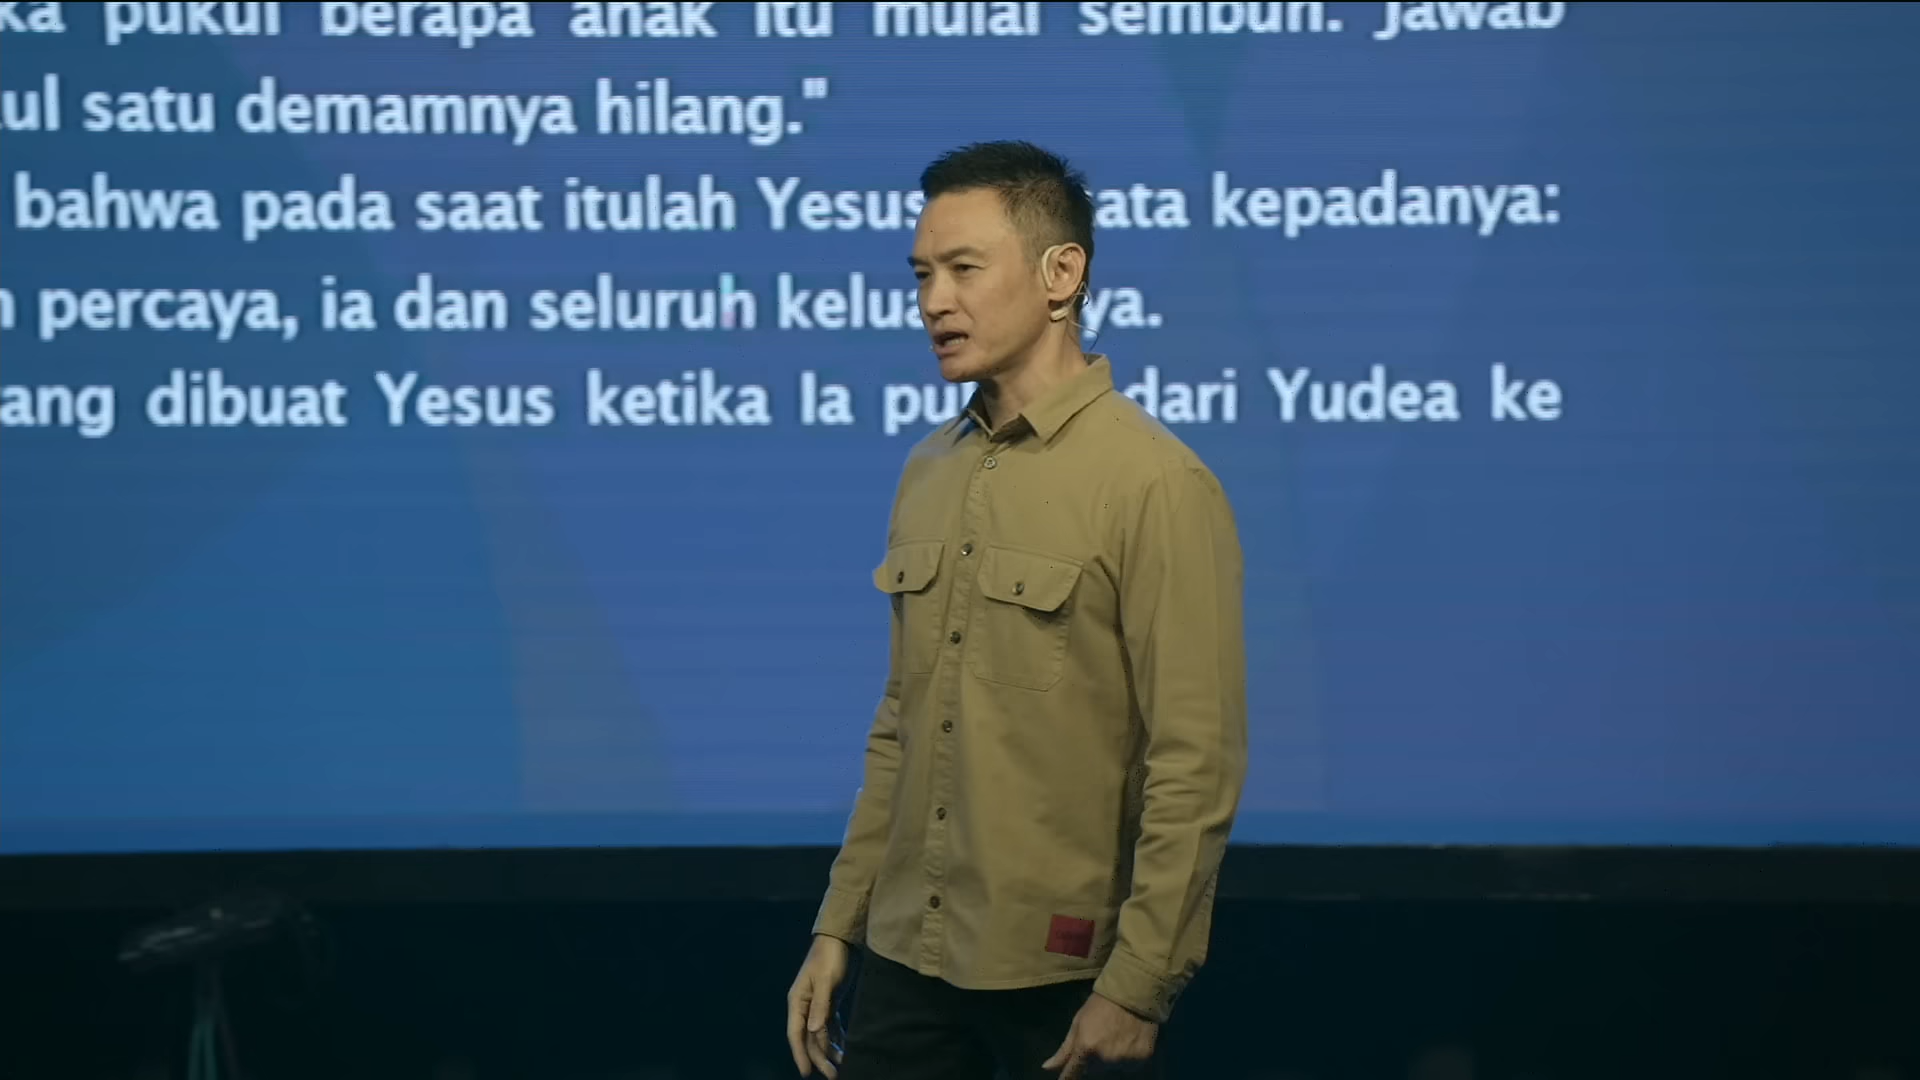 ka pukul berapa anak itu mulai sembuh. Jawab
ul satu demamnya hilang."
bahwa pada saat itulah Yesus ata kepadanya:
percaya, ia dan seluruh kelua ya.
ang dibuat Yesus ketika Ia pu dari Yudea ke